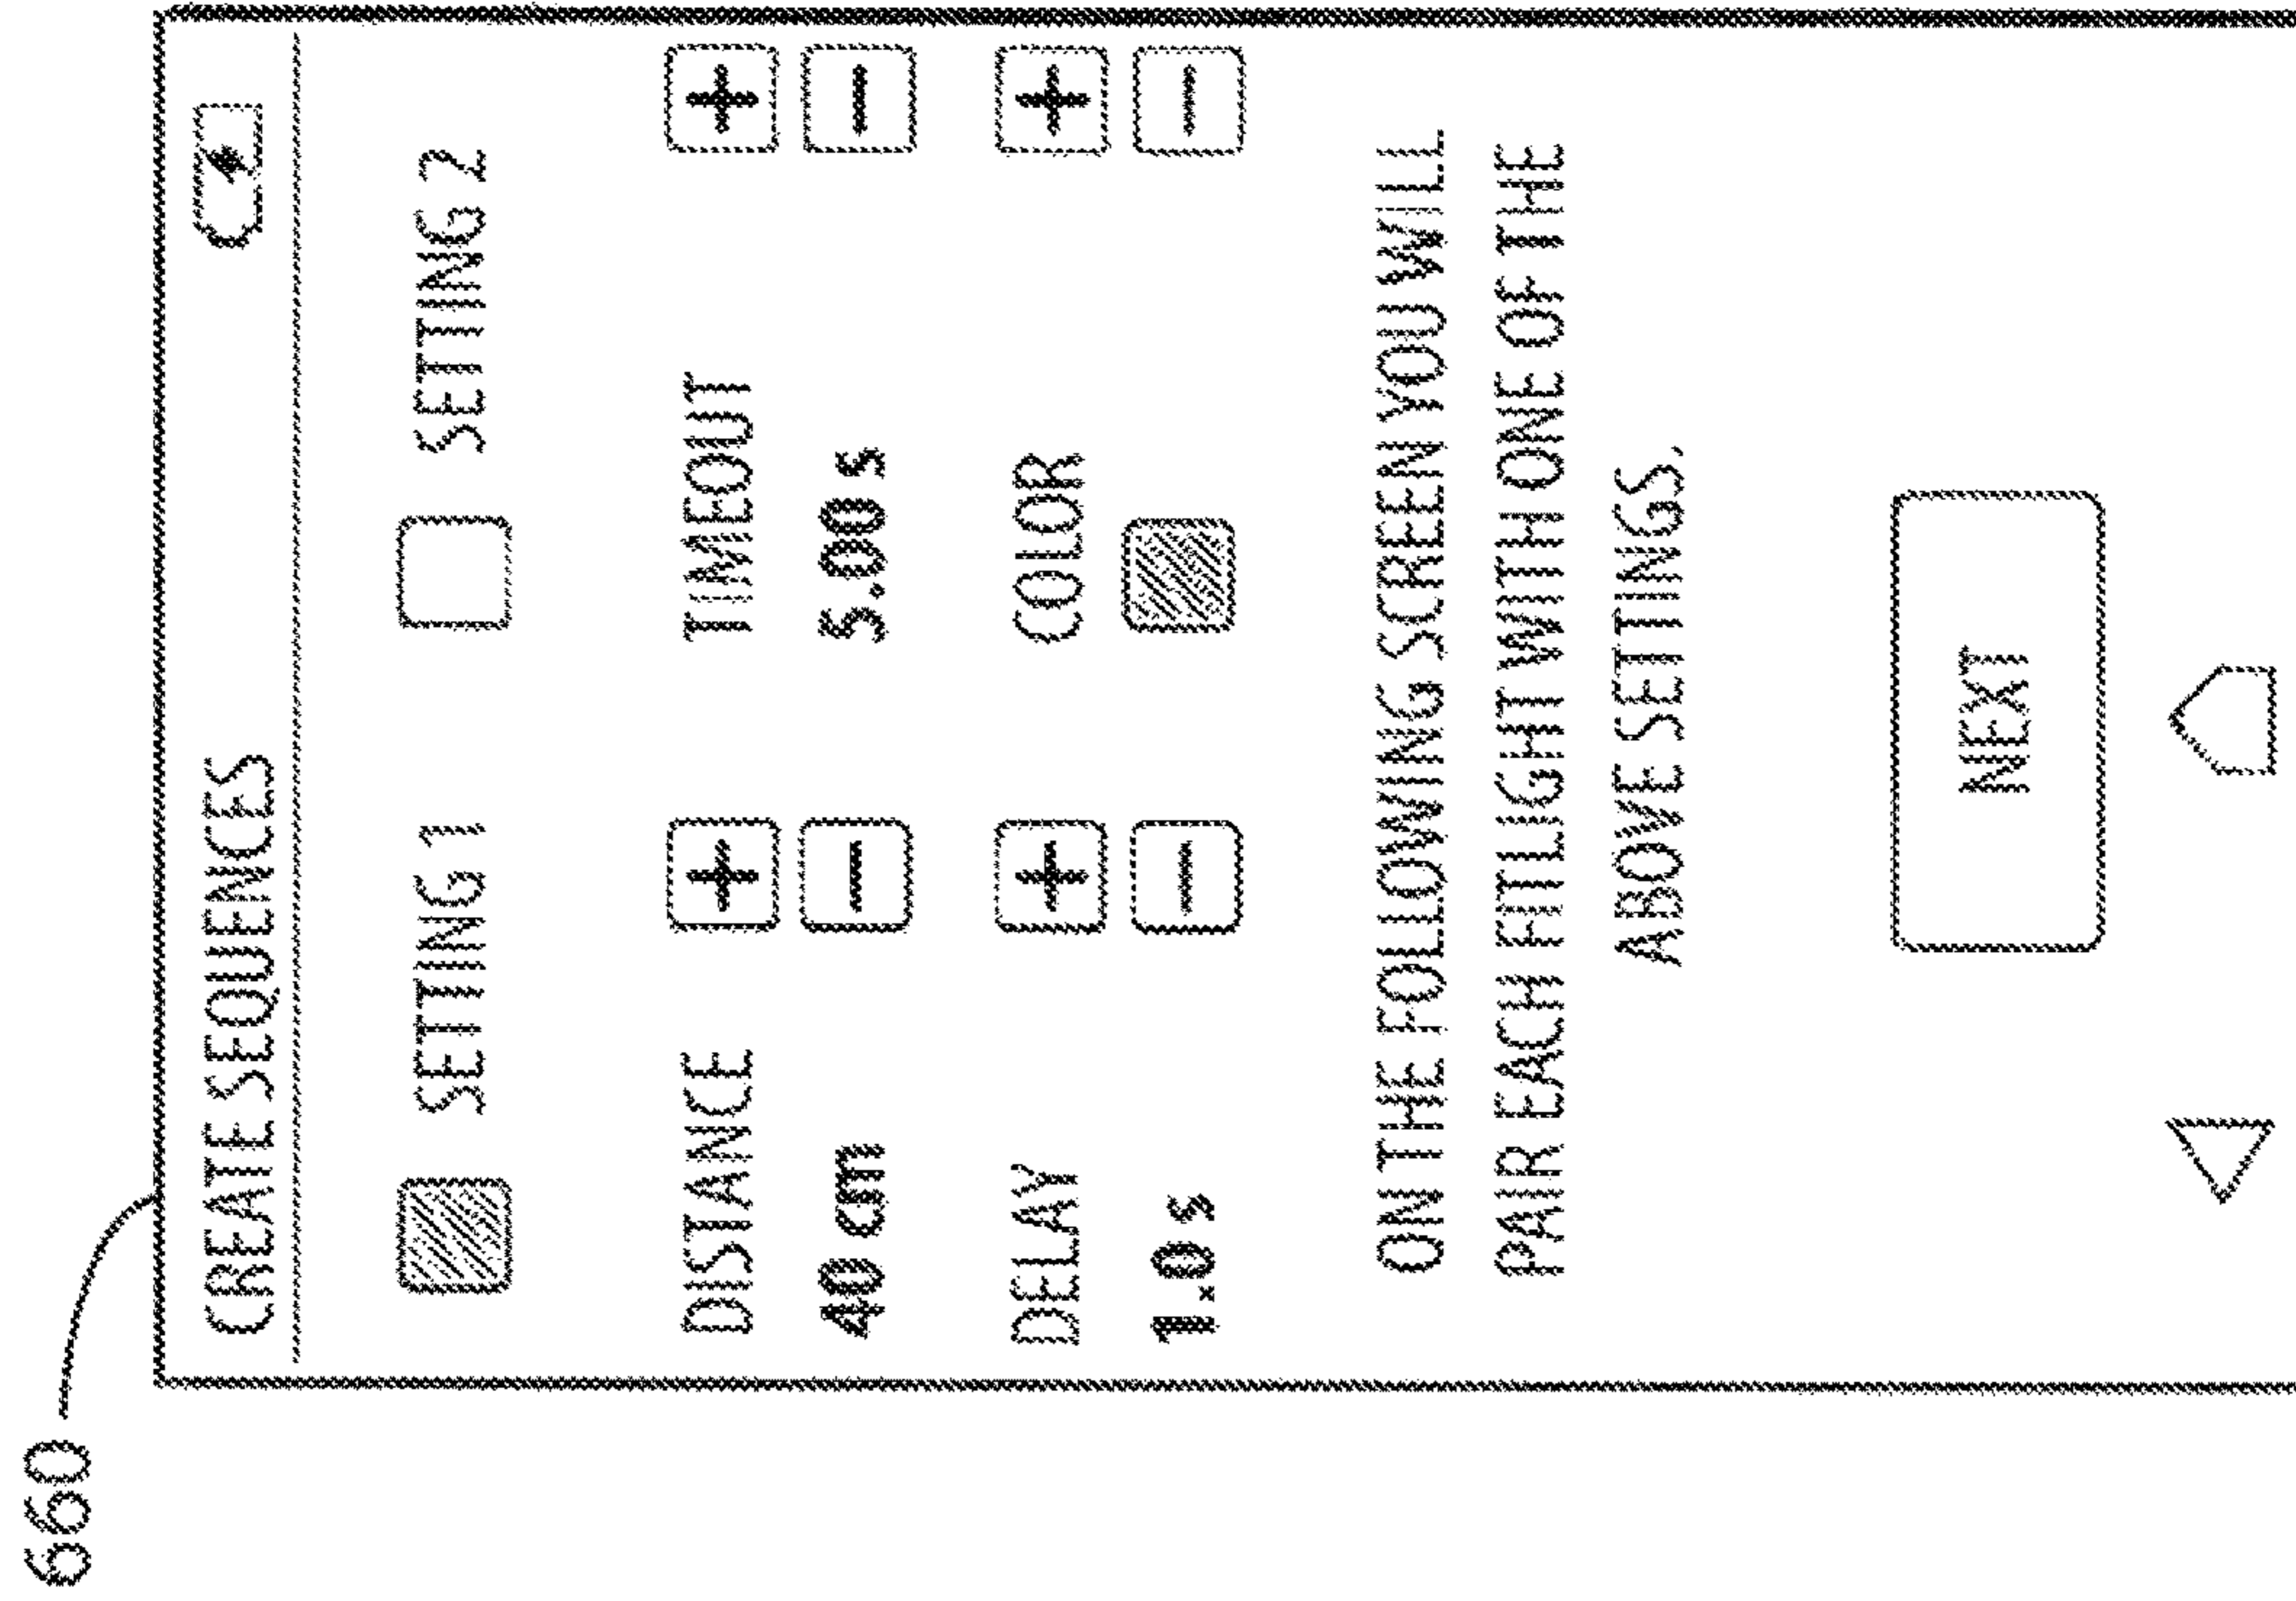 660
CREATE SEQUENCES
SETTING 1 SETTING 2
DISTANCE + TIMEOUT +
40 cm - 5.00 s -
DELAY + COLOR +
1.0 s - -
ON THE FOLLOWING SCREEN YOU WILL
PAIR EACH FITLIGHT WITH ONE OF THE
ABOVE SETTINGS.
NEXT